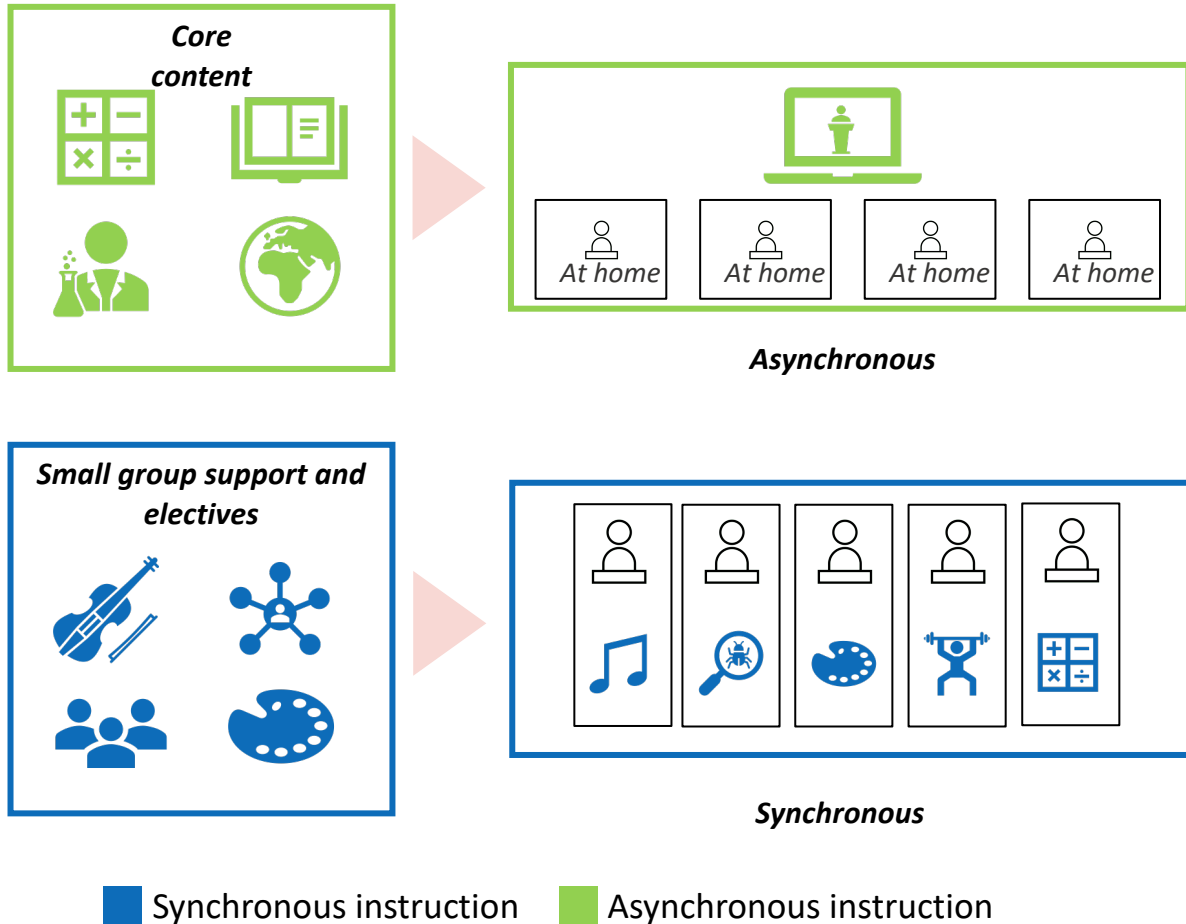 Core
content
At home
At home
At home
At home
Asynchronous
Small group support and
electives
Synchronous
Synchronous instruction
Asynchronous instruction